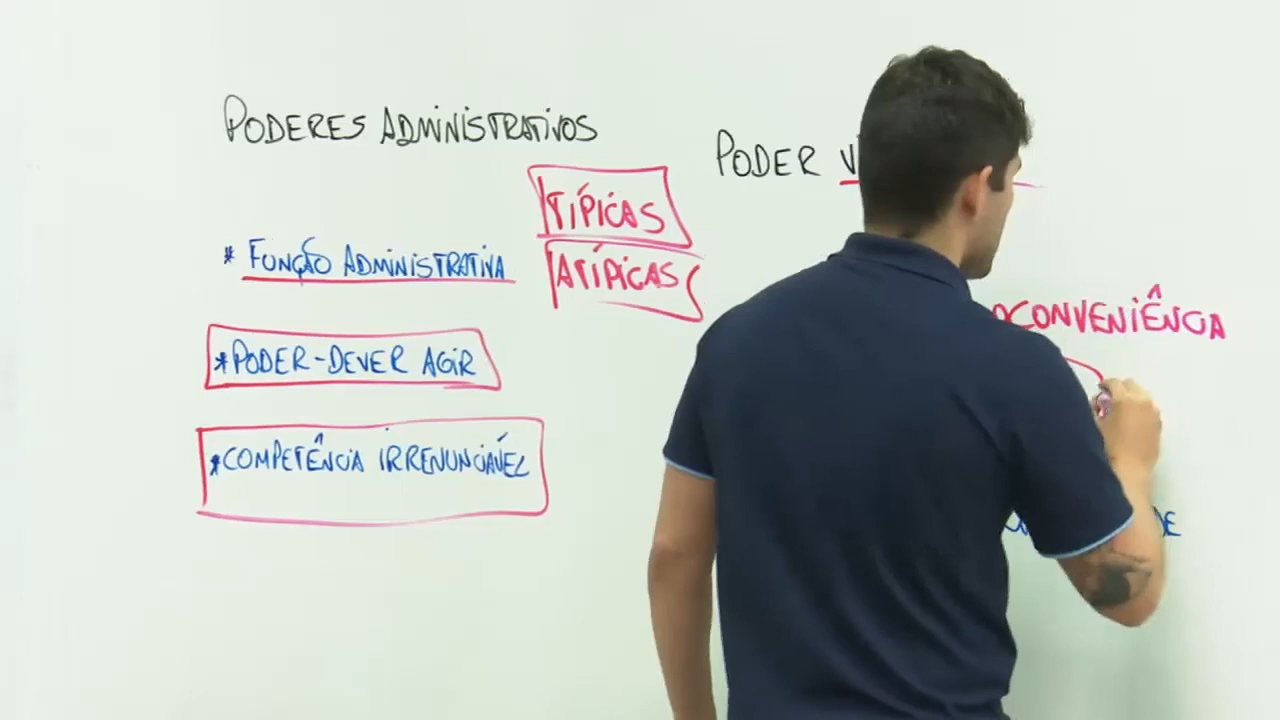 PODERES ADMINISTRATIVOS
TÍPICAS
ATÍPICAS
* FUNÇÃO ADMINISTRATIVA
*PODER-DEVER AGIR
*COMPETÊNCIA IRRENUNCIÁVEL
PODER
CONVENIÊNCIA